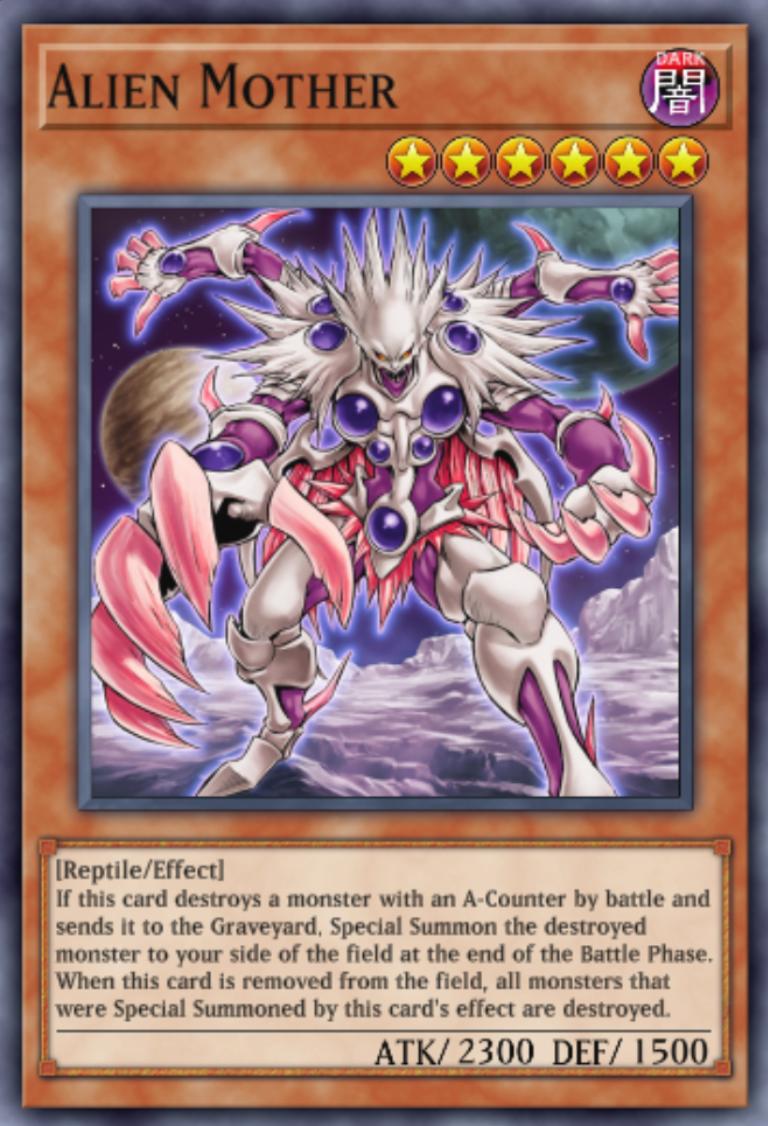 Alien Mother
DARK
闇
[Reptile/Effect]
If this card destroys a monster with an A-Counter by battle and
sends it to the Graveyard, Special Summon the destroyed
monster to your side of the field at the end of the Battle Phase.
When this card is removed from the field, all monsters that
were Special Summoned by this card's effect are destroyed.
ATK/ 2300 DEF/ 1500